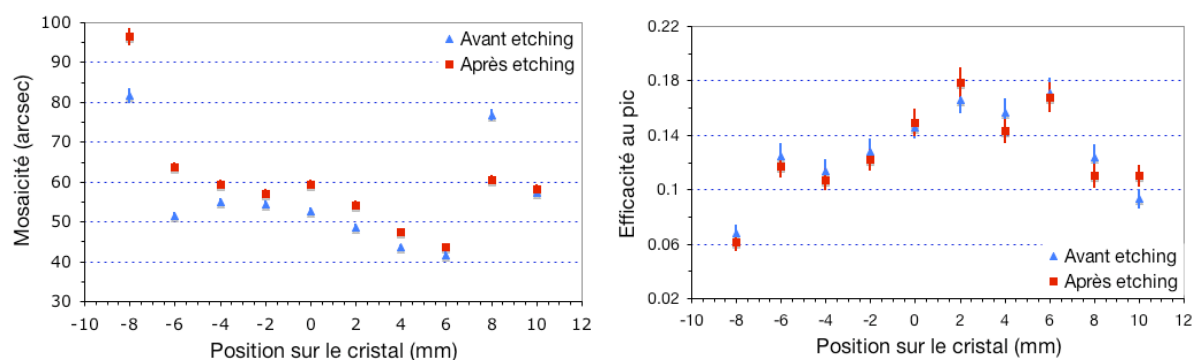 Mosaicité (arcsec)
100
90
80
70
60
50
40
30
Avant etching
Après etching
-10 -8 -6 -4 -2 0 2 4 6 8 10 12
Position sur le cristal (mm)
Efficacité au pic
0.22
0.18
0.14
0.1
0.06
0.02
Avant etching
Après etching
-10 -8 -6 -4 -2 0 2 4 6 8 10 12
Position sur le cristal (mm)